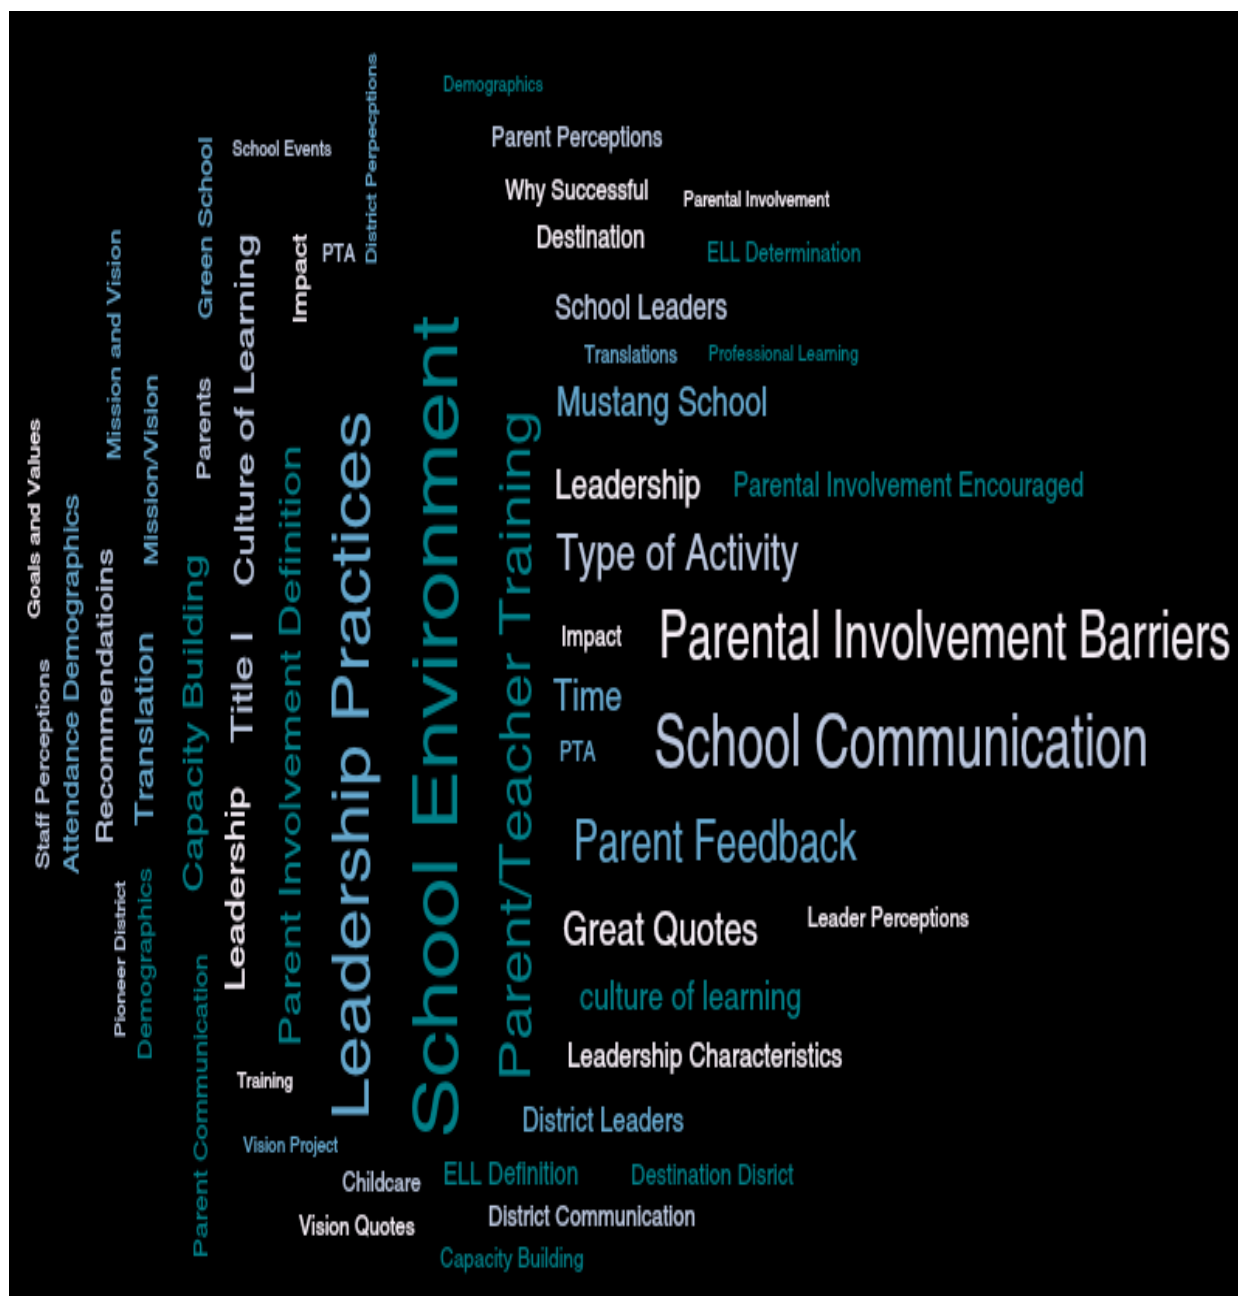 Goals and Values
Staff Perceptions
Attendance Demographics
Mission and Vision
Recommendatioins
Pioneer District
Mission/Vision
Translation
Demographics
Green School
Parents
Capacity Building
Parent Communication
School Events
Culture of Learning
Title I
Leadership
Training
Vision Project
Impact
PTA
Parent Involvement Definition
District Perpecptions
Leadership Practices
Childcare
Vision Quotes
School Environment
Parent/Teacher Training
Demographics
Parent Perceptions
Why Successful
Parental Involvement
Destination
ELL Determination
School Leaders
Translations
Professional Learning
Mustang School
Leadership
Parental Involvement Encouraged
Type of Activity
Impact
Parental Involvement Barriers
Time
PTA
School Communication
Parent Feedback
Great Quotes
Leader Perceptions
culture of learning
Leadership Characteristics
District Leaders
ELL Definition
Destination Disrict
District Communication
Capacity Building